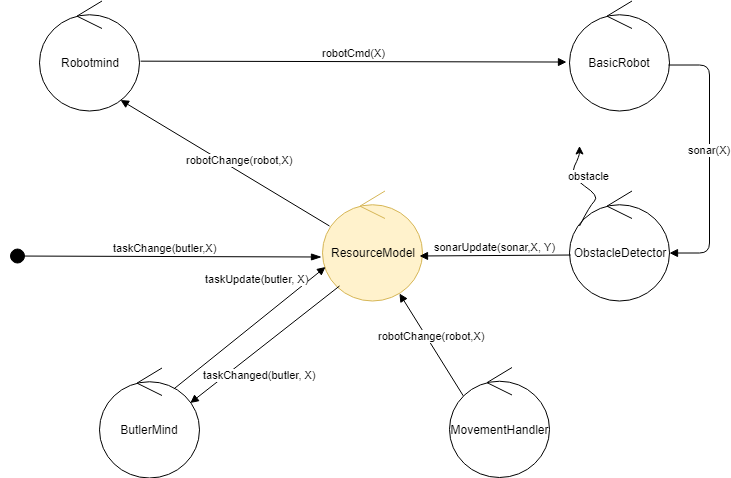 robotCmd(X)
Robotmind
BasicRobot
sonar(X)
robotChange(robot,X)
obstacle
taskChange(butler,X)
ResourceModel
sonarUpdate(sonar,X, Y)
ObstacleDetector
taskUpdate(butler, X)
robotChange(robot,X)
taskChanged(butler, X)
ButlerMind
MovementHandler